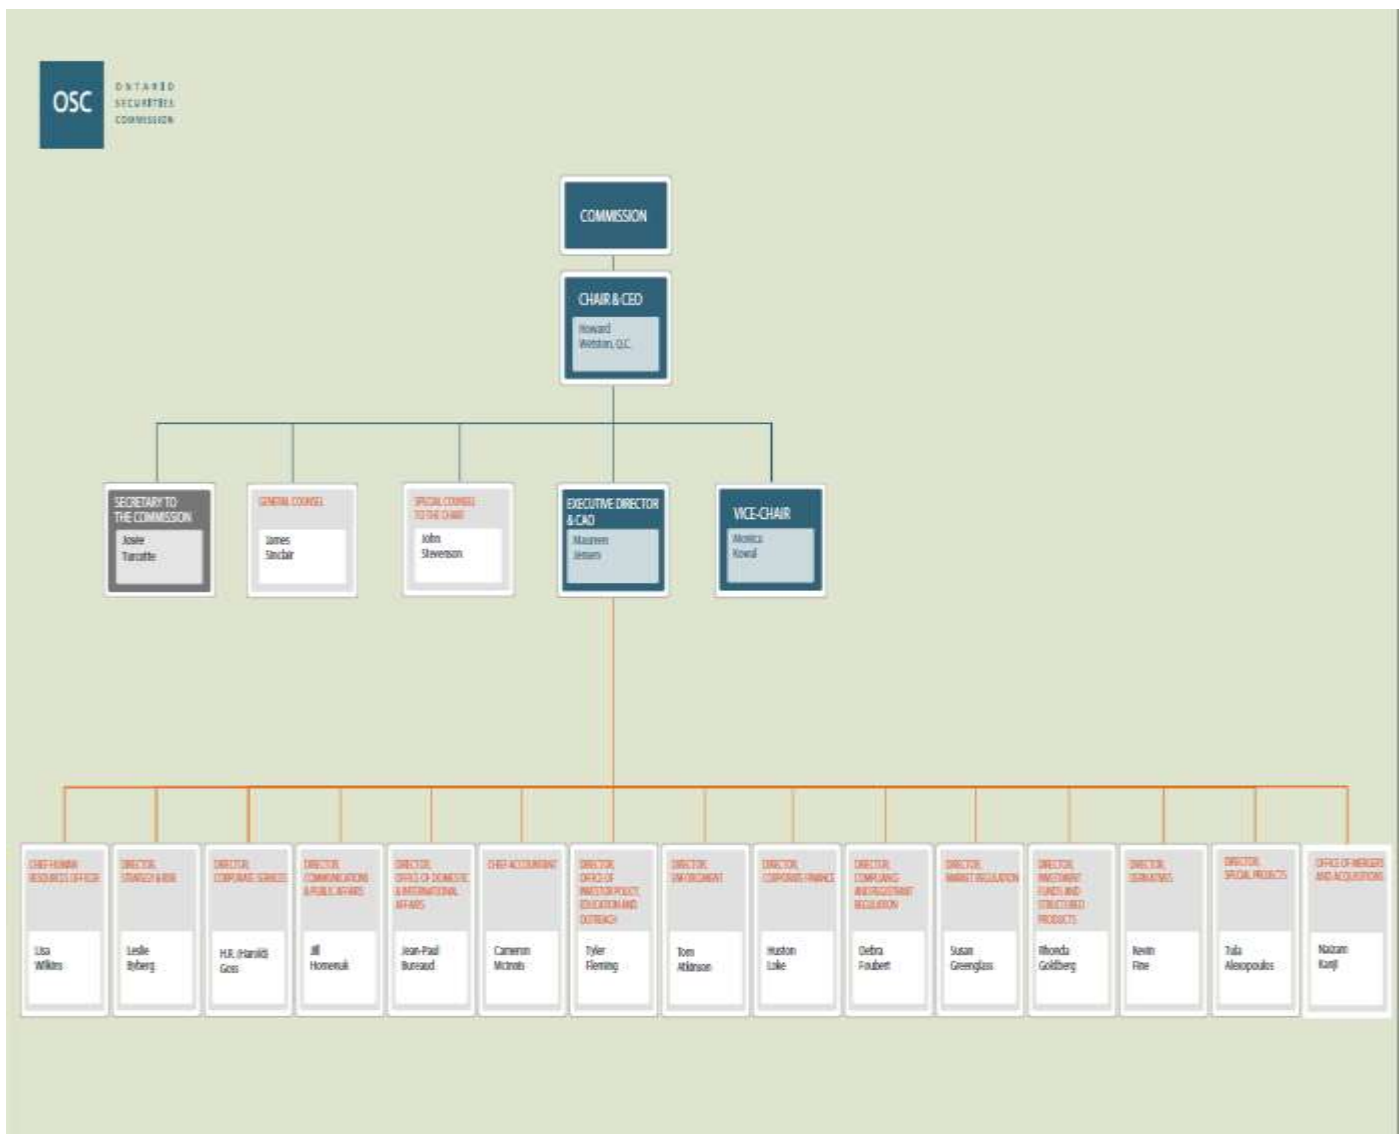 OSC
ONTARIO
SECURITIES
COMMISSION
COMMISSION
CHAIR & CEO
Howard
Wetston, Q.C.
SECRETARY TO
THE COMMISSION
Josée
Turcotte
GENERAL COUNSEL
James
Sinclair
SPECIAL COUNSEL
TO THE CHAIR
John
Stevenson
EXECUTIVE DIRECTOR
& CAO
Maureen
Jensen
VICE-CHAIR
Monica
Kowal
CHIEF HUMAN
RESOURCES OFFICER
Lisa
Wilkins
DIRECTOR,
STRATEGY & RISK
Leslie
Byberg
DIRECTOR,
CORPORATE SERVICES
H.R. (Harold)
Goss
DIRECTOR,
COMMUNICATIONS
& PUBLIC AFFAIRS
Jill
Homenuk
DIRECTOR,
OFFICE OF DOMESTIC
& INTERNATIONAL
AFFAIRS
Jean-Paul
Bureaud
CHIEF ACCOUNTANT
Cameron
McInnis
DIRECTOR,
OFFICE OF
INVESTOR POLICY,
EDUCATION AND
OUTREACH
Tyler
Fleming
DIRECTOR,
ENFORCEMENT
Tom
Atkinson
DIRECTOR,
CORPORATE FINANCE
Huston
Loke
DIRECTOR,
COMPLIANCE
AND REGISTRANT
REGULATION
Debra
Foubert
DIRECTOR,
MARKET REGULATION
Susan
Greenglass
DIRECTOR,
INVESTMENT
FUNDS AND
STRUCTURED
PRODUCTS
Rhonda
Goldberg
DIRECTOR,
DERIVATIVES
Kevin
Fine
DIRECTOR,
SPECIAL PROJECTS
Tula
Alexopoulos
OFFICE OF MERGERS
AND ACQUISITIONS
Naizam
Kanji